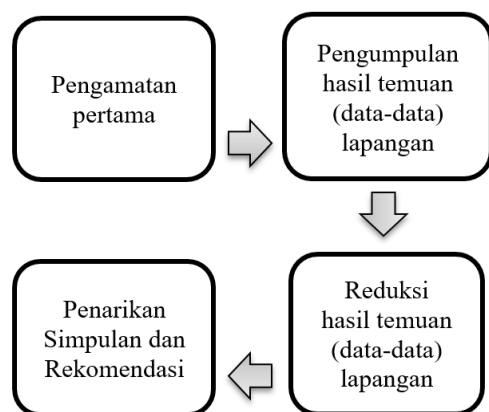 Pengamatan
pertama
Pengumpulan
hasil temuan
(data-data)
lapangan
Reduksi
hasil temuan
(data-data)
lapangan
Penarikan
Simpulan dan
Rekomendasi